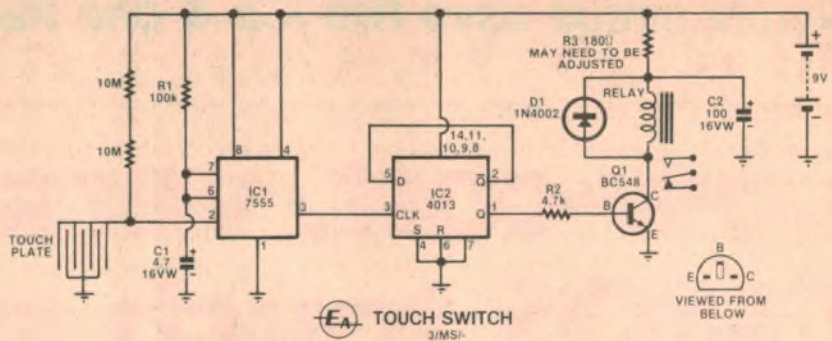 10M
10M
R1
100k
8
4
7
6
2
3
1
IC1
7555
TOUCH
PLATE
C1
4.7
16VW
+
-
5
D
Q̅
2
14,11,
10,9,8
IC2
4013
3
CLK
Q
1
S
R
4
6
7
R2
4.7k
R3 180Ω
MAY NEED TO BE
ADJUSTED
D1
1N4002
RELAY
C2
100
16VW
+
-
+
9V
-
Q1
BC548
B
C
E
B
E
C
VIEWED FROM
BELOW
EA TOUCH SWITCH
3/MS/-